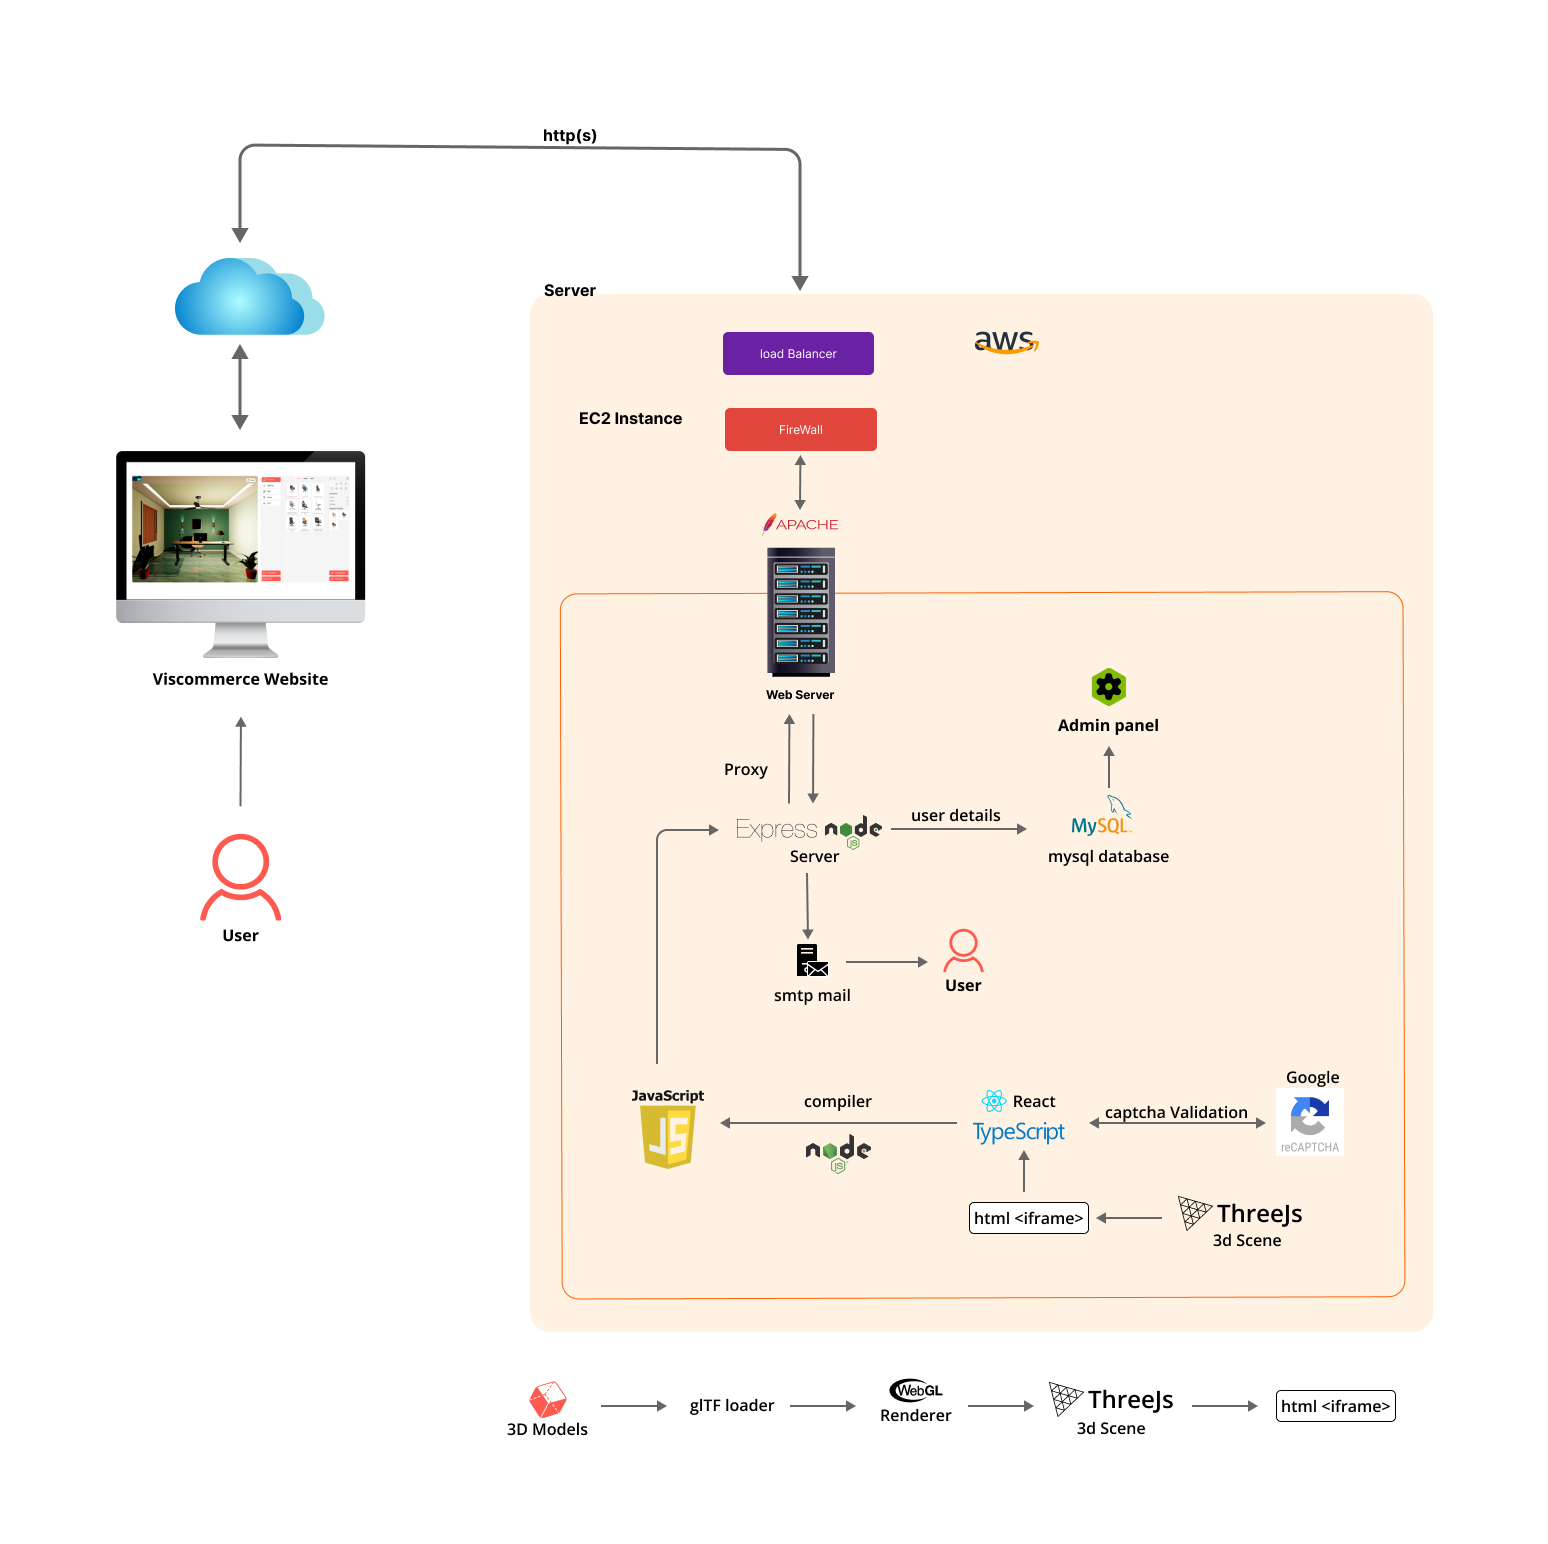 http(s)
Server
aws
load Balancer
EC2 Instance
FireWall
APACHE
Web Server
Viscommerce Website
Admin panel
Proxy
user details
Express node
JS
Server
MySQL
mysql database
User
smtp mail
User
JavaScript
JS
compiler
node
JS
React
TypeScript
captcha Validation
Google
reCAPTCHA
html <iframe>
ThreeJs
3d Scene
3D Models
glTF loader
WebGL
Renderer
ThreeJs
3d Scene
html <iframe>